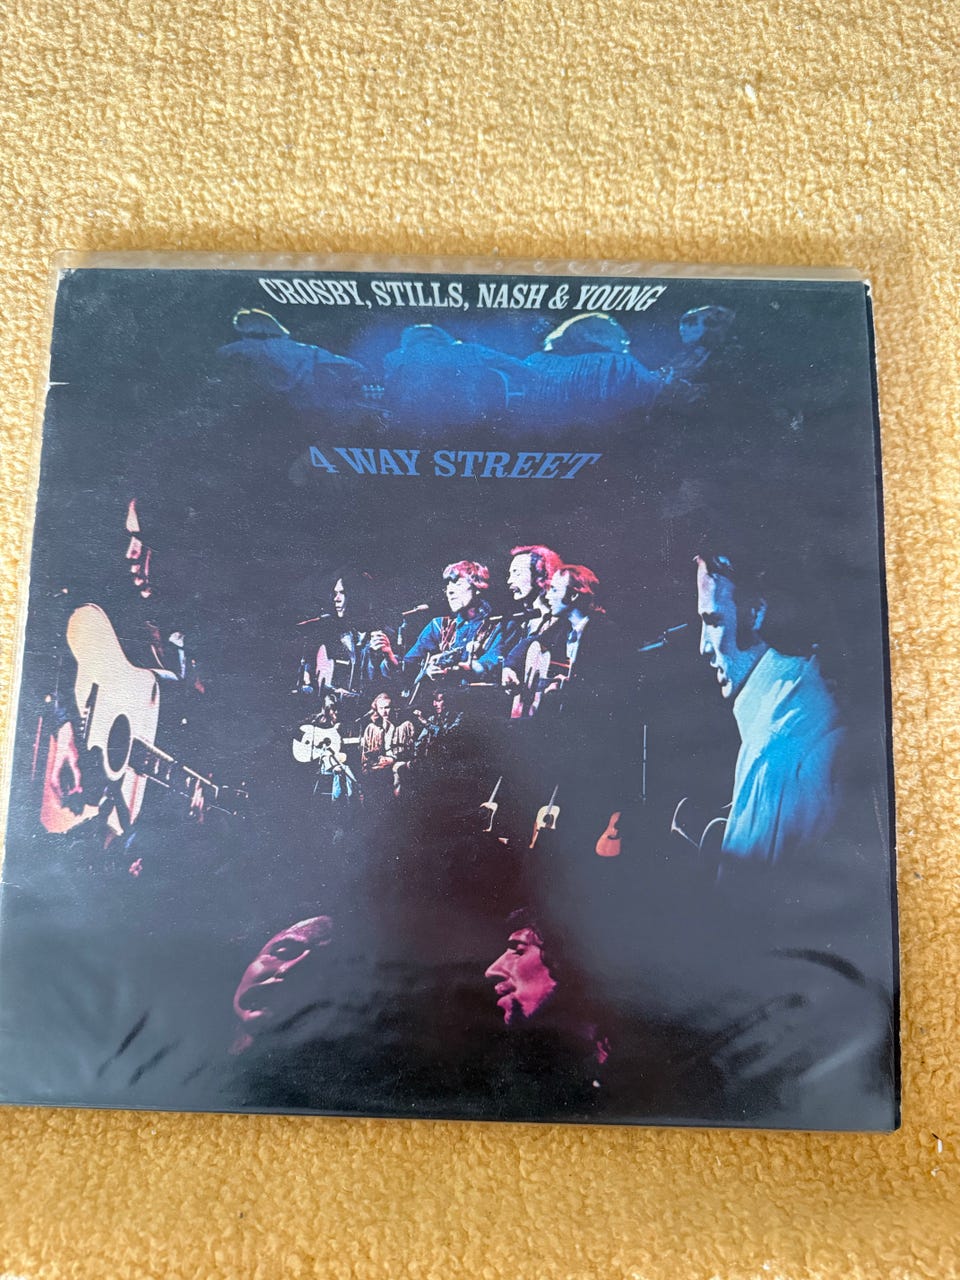 CROSBY, STILLS, NASH & YOUNG
4 WAY STREET